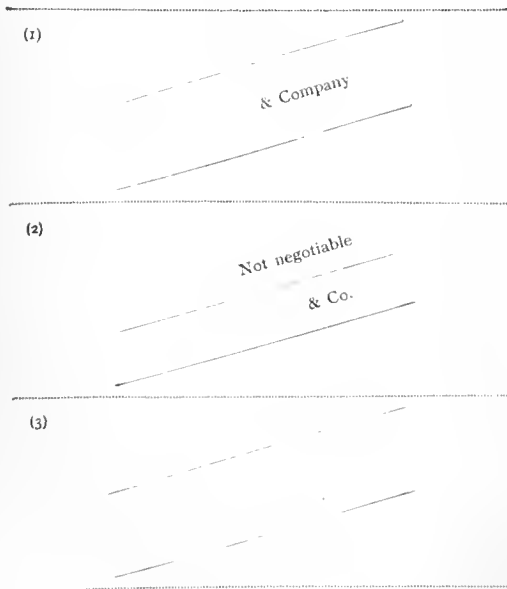 (1)
& Company
(2)
Not negotiable
& Co.
(3)